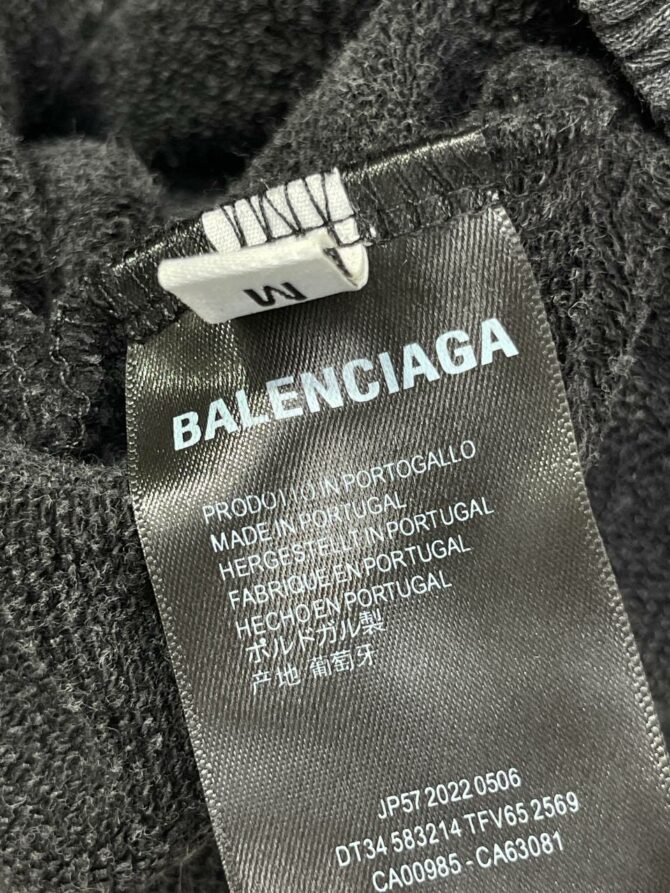 M
BALENCIAGA
PRODOTTO IN PORTOGALLO
MADE IN PORTUGAL
HERGESTELLT IN PORTUGAL
FABRIQUE EN PORTUGAL
HECHO EN PORTUGAL
ポルトガル製
产地 葡萄牙
JP57 2022 0506
DT34 583214 TFV65 2569
CA00985 - CA63081